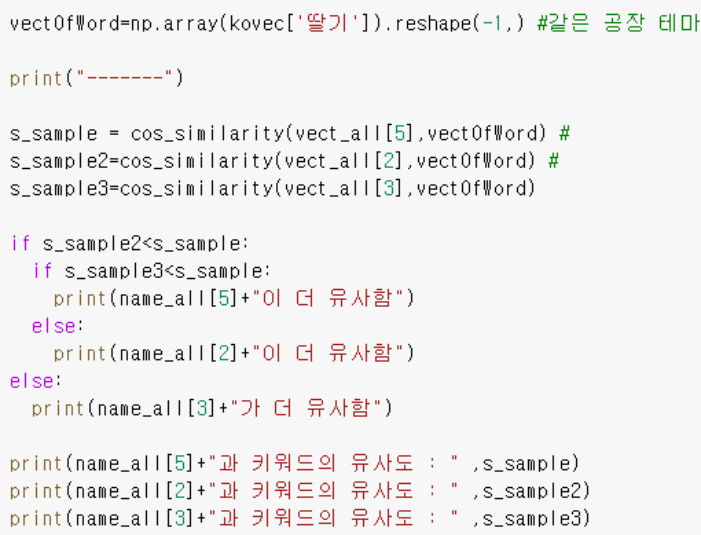 vectOfWord=np.array(kovec['딸기']).reshape(-1,) #같은 공장 테마
print("-------")
s_sample = cos_similarity(vect_all[5],vectOfWord) #
s_sample2=cos_similarity(vect_all[2],vectOfWord) #
s_sample3=cos_similarity(vect_all[3],vectOfWord)
if s_sample2<s_sample:
  if s_sample3<s_sample:
    print(name_all[5]+"이 더 유사함")
  else:
    print(name_all[2]+"이 더 유사함")
else:
  print(name_all[3]+"가 더 유사함")
print(name_all[5]+"과 키워드의 유사도 : " ,s_sample)
print(name_all[2]+"과 키워드의 유사도 : " ,s_sample2)
print(name_all[3]+"과 키워드의 유사도 : " ,s_sample3)